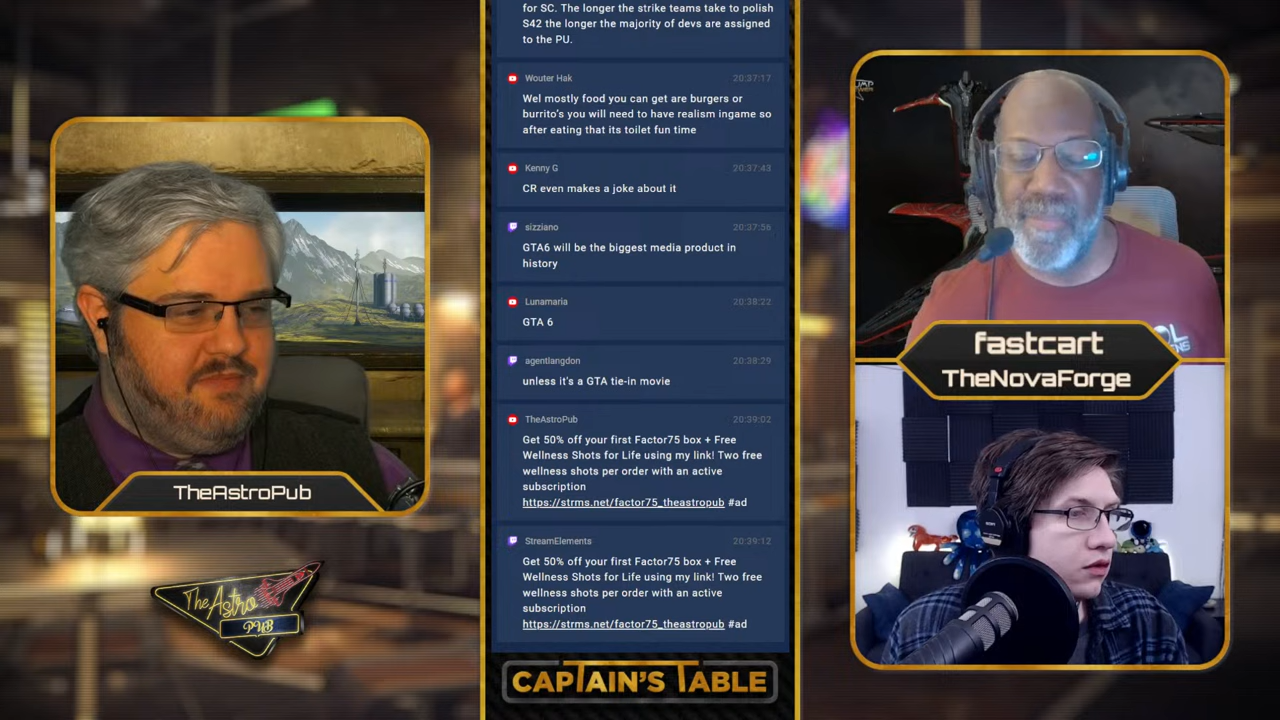 for SC. The longer the strike teams take to polish
S42 the longer the majority of devs are assigned
to the PU.
Wouter Hak 20:37:17
Wel mostly food you can get are burgers or
burrito's you will need to have realism ingame so
after eating that its toilet fun time
Kenny G 20:37:43
CR even makes a joke about it
sizziano 20:37:56
GTA6 will be the biggest media product in
history
Lunamaria 20:38:22
GTA 6
agentlangdon 20:38:29
unless it's a GTA tie-in movie
TheAstroPub 20:39:02
Get 50% off your first Factor75 box + Free
Wellness Shots for Life using my link! Two free
wellness shots per order with an active
subscription
https://strms.net/factor75_theastropub #ad
StreamElements 20:39:12
Get 50% off your first Factor75 box + Free
Wellness Shots for Life using my link! Two free
wellness shots per order with an active
subscription
https://strms.net/factor75_theastropub #ad
CAPTAIN'S TABLE
TheAstroPub
The Astro
PUB
fastcart
TheNovaForge